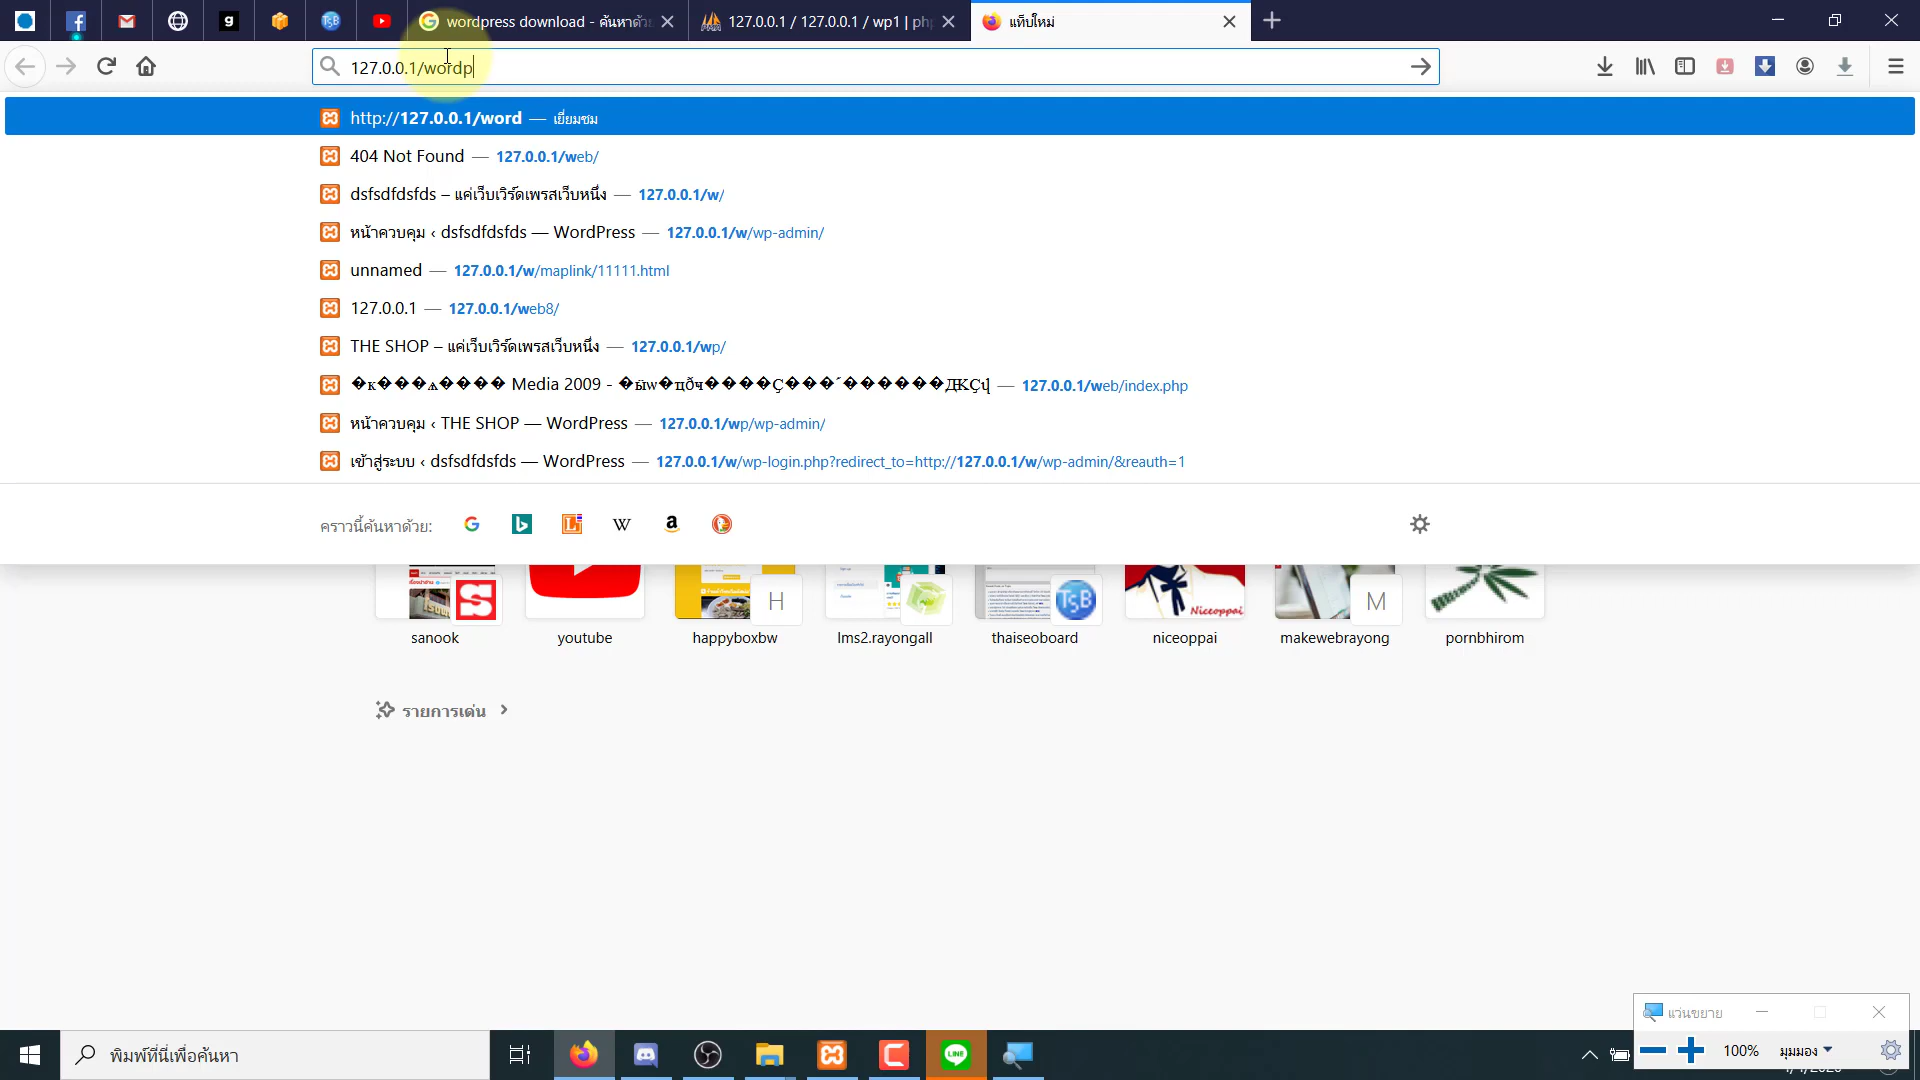 wordpress download - ค้นหาด้วย
127.0.0.1 / 127.0.0.1 / wp1 | php
แท็บใหม่
127.0.0.1/wordp
http://127.0.0.1/word — เยี่ยมชม
404 Not Found — 127.0.0.1/web/
dsfsdfdsfds – แค่เว็บเวิร์ดเพรสเว็บหนึ่ง — 127.0.0.1/w/
หน้าควบคุม ‹ dsfsdfdsfds — WordPress — 127.0.0.1/w/wp-admin/
unnamed — 127.0.0.1/w/maplink/11111.html
127.0.0.1 — 127.0.0.1/web8/
THE SHOP – แค่เว็บเวิร์ดเพรสเว็บหนึ่ง — 127.0.0.1/wp/
Media 2009 - — 127.0.0.1/web/index.php
หน้าควบคุม ‹ THE SHOP — WordPress — 127.0.0.1/wp/wp-admin/
เข้าสู่ระบบ ‹ dsfsdfdsfds — WordPress — 127.0.0.1/w/wp-login.php?redirect_to=http://127.0.0.1/w/wp-admin/&reauth=1
คราวนี้ค้นหาด้วย:
H
M
Niceoppai
sanook
youtube
happyboxbw
lms2.rayongall
thaiseoboard
niceoppai
makewebrayong
pornbhirom
รายการเด่น
แว่นขยาย
100%
มุมมอง
พิมพ์ที่นี่เพื่อค้นหา
LINE